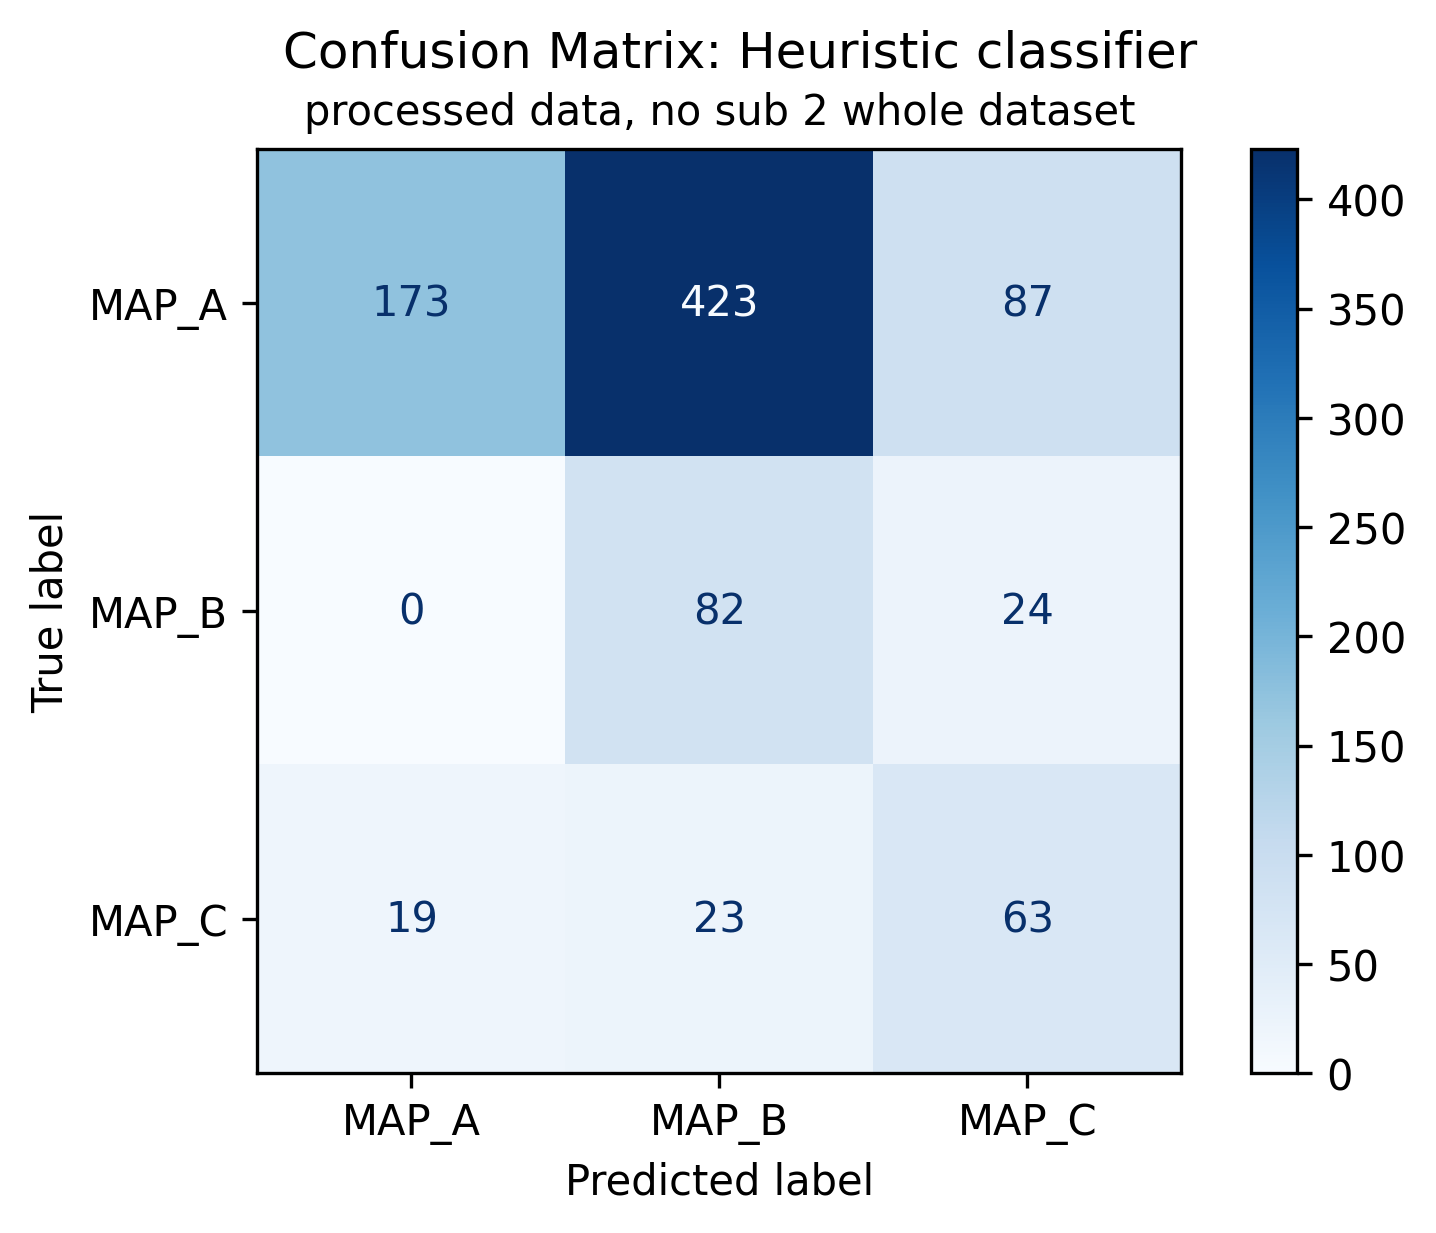 Confusion Matrix: Heuristic classifier
processed data, no sub 2 whole dataset
True label
MAP_A
173 423 87
MAP_B
0 82 24
MAP_C
19 23 63
MAP_A MAP_B MAP_C
Predicted label
400
350
300
250
200
150
100
50
0